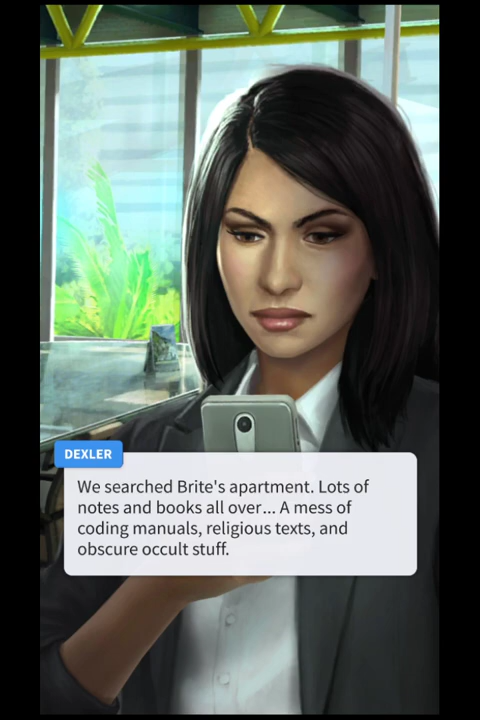 DEXLER
We searched Brite's apartment. Lots of
notes and books all over... A mess of
coding manuals, religious texts, and
obscure occult stuff.